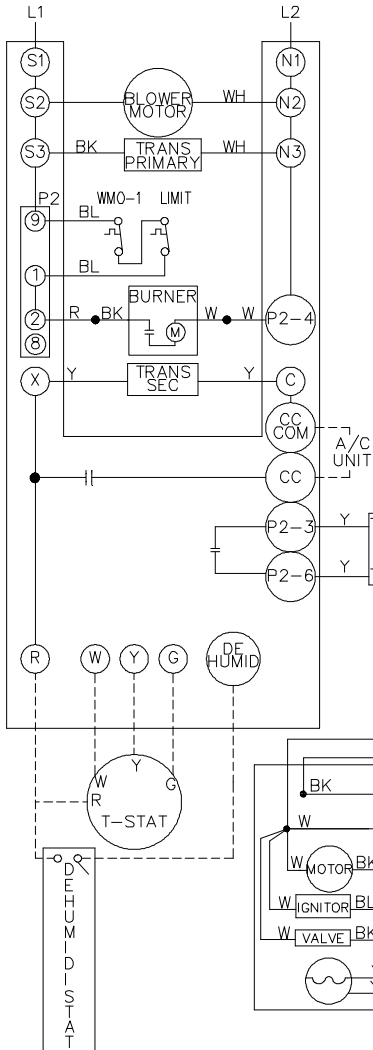 L1
L2
S1
N1
S2
BLOWER
MOTOR
WH
N2
S3
BK
TRANS
PRIMARY
WH
N3
P2
WMO-1
LIMIT
9
BL
1
BL
BURNER
2
R
BK
M
W
W
P2-4
8
X
Y
TRANS
SEC
Y
C
CC
COM
A/C
UNIT
CC
P2-3
Y
P2-6
Y
R
W
Y
G
DE
HUMID
W
Y
G
R
T-STAT
DEHUMIDISTAT
BK
W
W
MOTOR
BK
W
IGNITOR
BL
W
VALVE
BK